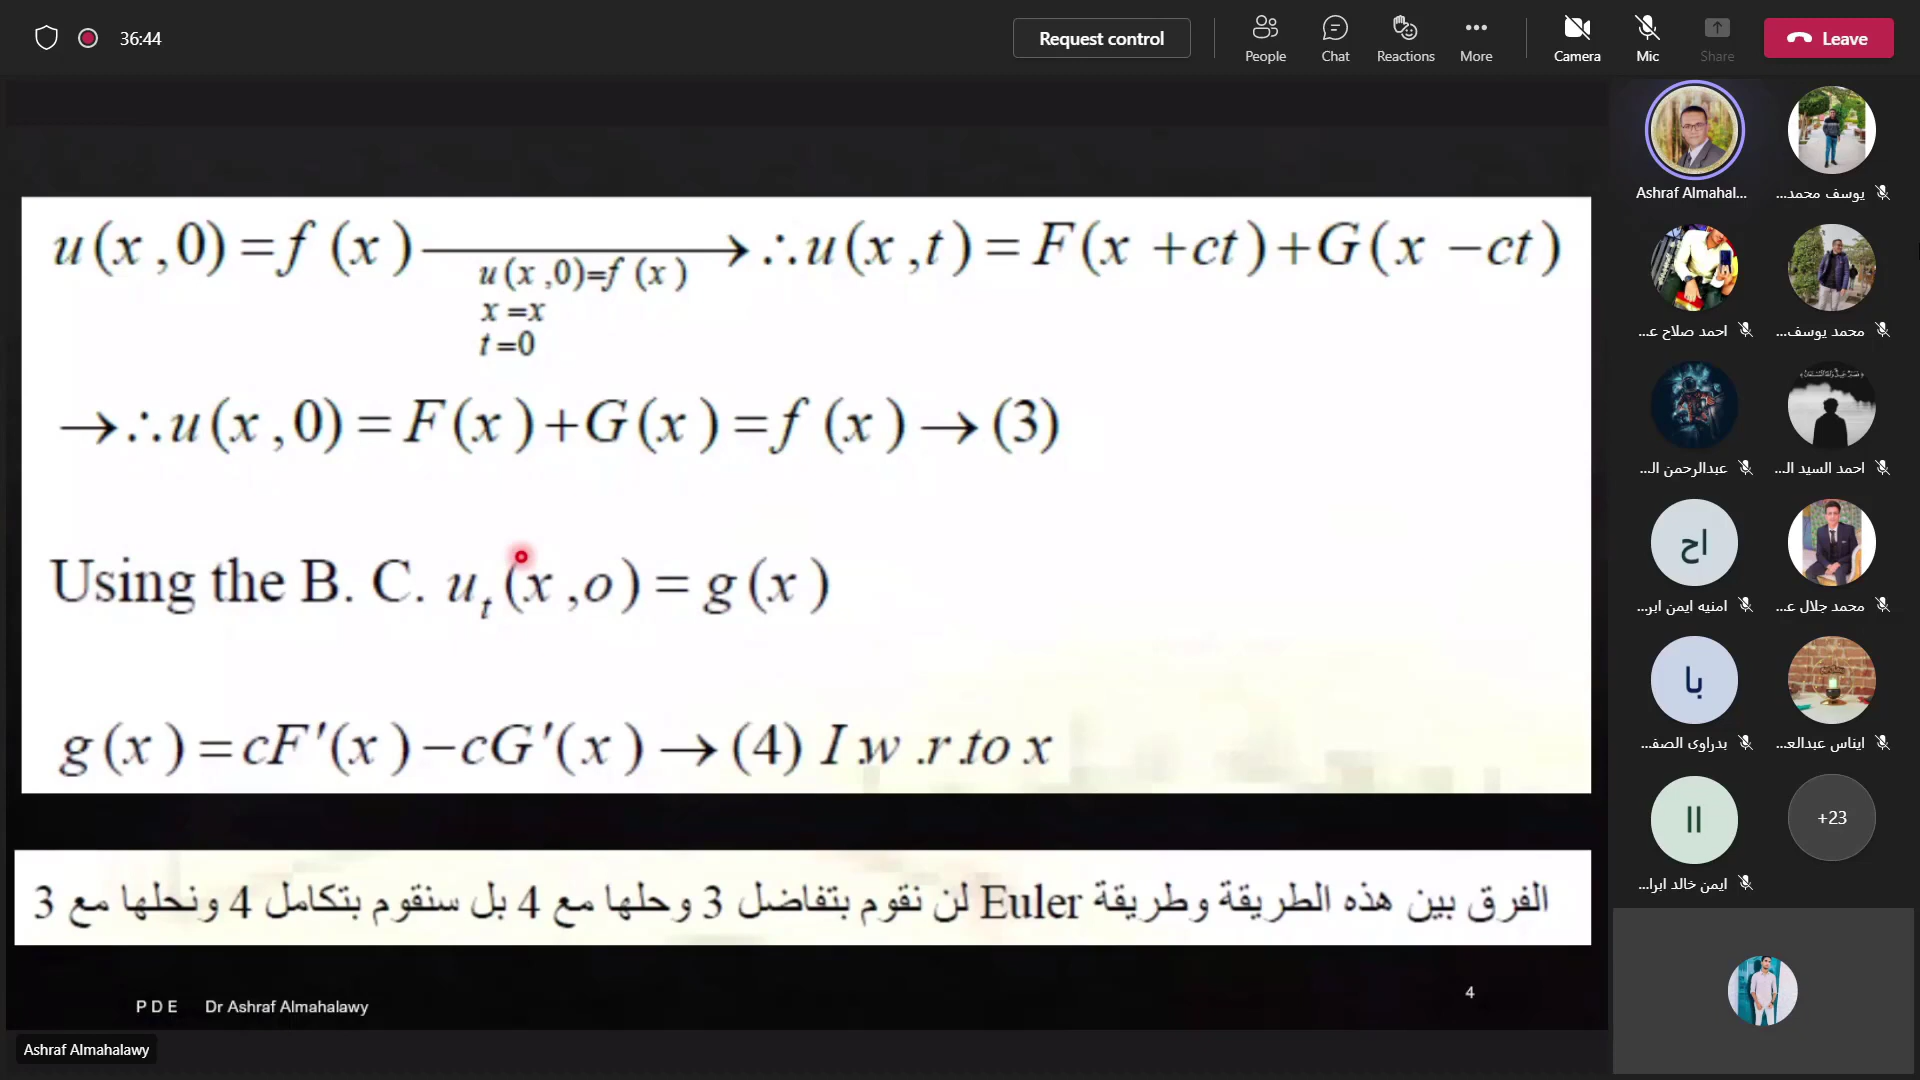 36:44
Request control
People
Chat
Reactions
More
Camera
Mic
Share
Leave
u(x,0)=f(x) ⟶ ∴u(x,t)=F(x+ct)+G(x−ct)
u(x,0)=f(x)
x=x
t=0
→∴u(x,0)=F(x)+G(x)=f(x)→(3)
Using the B. C. uₜ(x,o)=g(x)
g(x)=cF′(x)−cG′(x)→(4) I.w.r.to x
الفرق بين هذه الطريقة وطريقة Euler لن نقوم بتفاضل 3 وحلها مع 4 بل سنقوم بتكامل 4 ونحلها مع 3
P D E Dr Ashraf Almahalawy
4
Ashraf Almahalawy
Ashraf Almahal...
يوسف محمد...
احمد صلاح ع...
محمد يوسف...
عبدالرحمن ال...
احمد السيد ال...
اح
امنيه ايمن ابر...
محمد جلال ع...
با
بدراوى الصف...
ايناس عبدالع...
اا
ايمن خالد ابرا...
+23